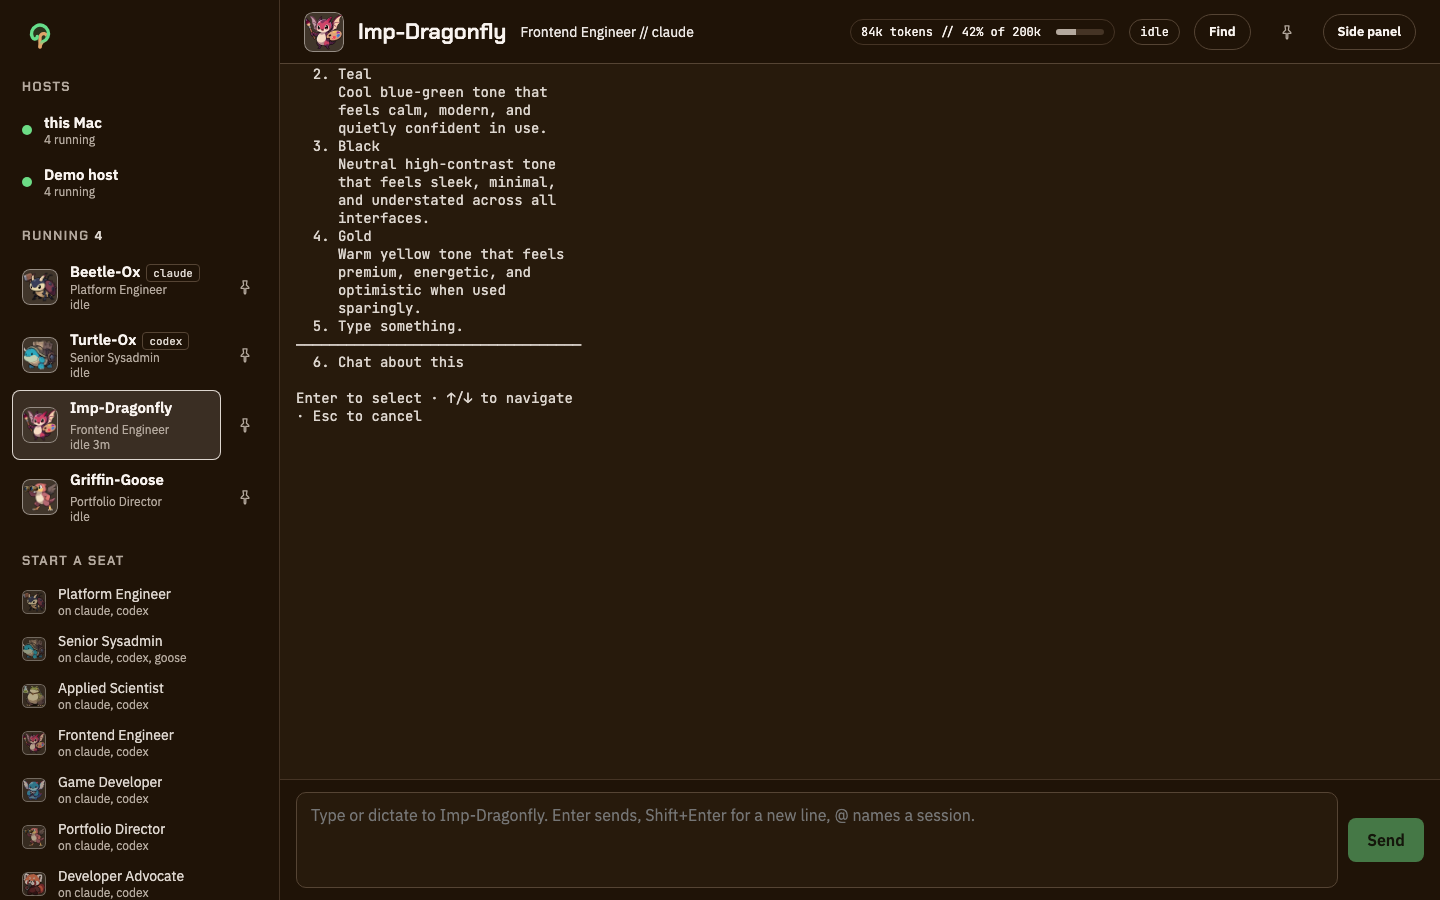 HOSTS
this Mac
4 running
Demo host
4 running
RUNNING 4
Beetle-Ox claude
Platform Engineer
idle
Turtle-Ox codex
Senior Sysadmin
idle
Imp-Dragonfly
Frontend Engineer
idle 3m
Griffin-Goose
Portfolio Director
idle
START A SEAT
Platform Engineer
on claude, codex
Senior Sysadmin
on claude, codex, goose
Applied Scientist
on claude, codex
Frontend Engineer
on claude, codex
Game Developer
on claude, codex
Portfolio Director
on claude, codex
Developer Advocate
on claude, codex
Imp-Dragonfly Frontend Engineer // claude 84k tokens // 42% of 200k idle Find Side panel
2. Teal
Cool blue-green tone that
feels calm, modern, and
quietly confident in use.
3. Black
Neutral high-contrast tone
that feels sleek, minimal,
and understated across all
interfaces.
4. Gold
Warm yellow tone that feels
premium, energetic, and
optimistic when used
sparingly.
5. Type something.
6. Chat about this
Enter to select · ↑/↓ to navigate
· Esc to cancel
Type or dictate to Imp-Dragonfly. Enter sends, Shift+Enter for a new line, @ names a session.
Send